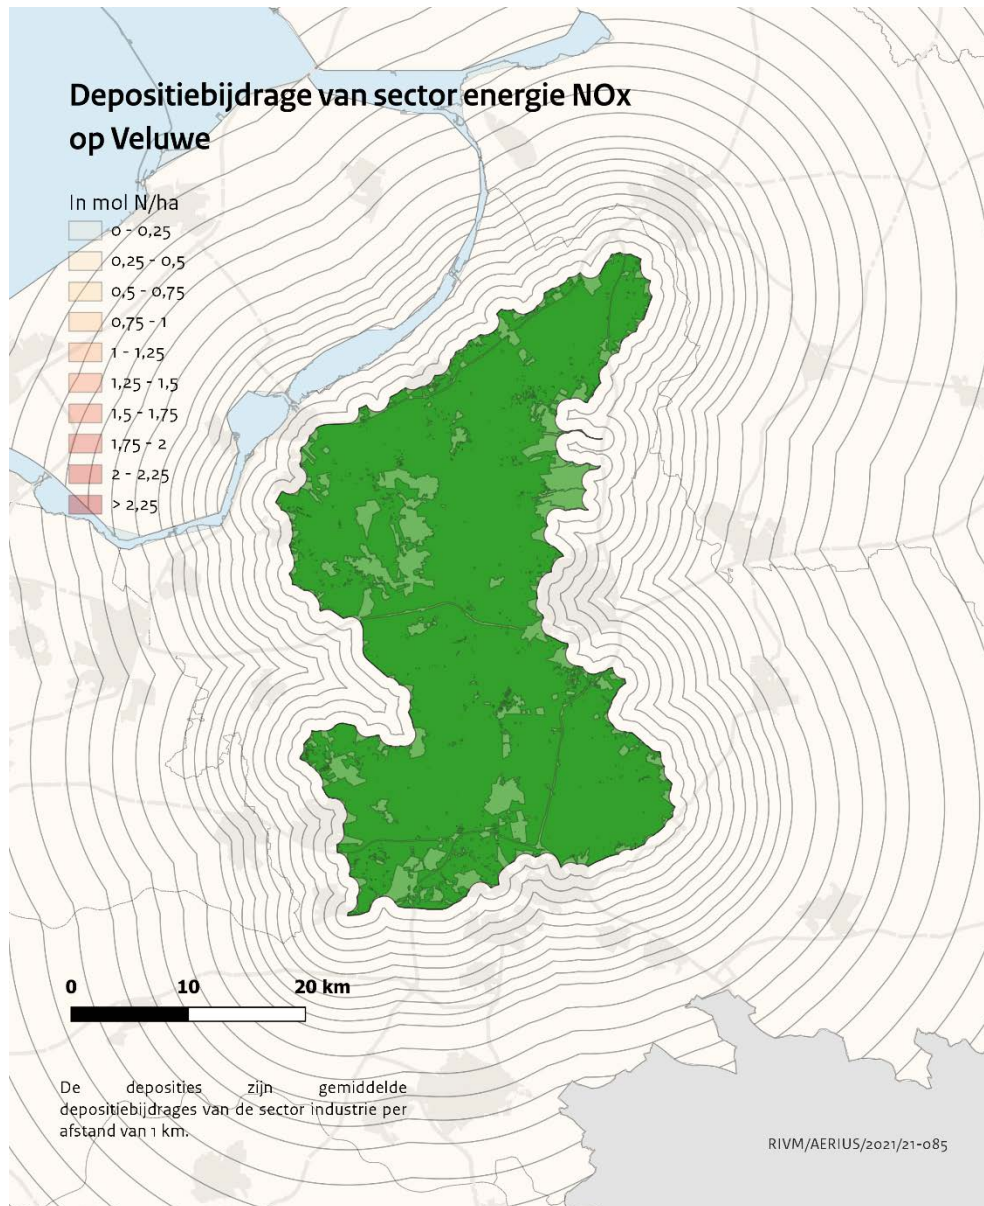 Depositiebijdrage van sector energie NOx
op Veluwe
In mol N/ha
0 - 0,25
0,25 - 0,5
0,5 - 0,75
0,75 - 1
1 - 1,25
1,25 - 1,5
1,5 - 1,75
1,75 - 2
2 - 2,25
> 2,25
0 10 20 km
De deposities zijn gemiddelde
depositiebijdrages van de sector industrie per
afstand van 1 km.
RIVM/AERIUS/2021/21-085